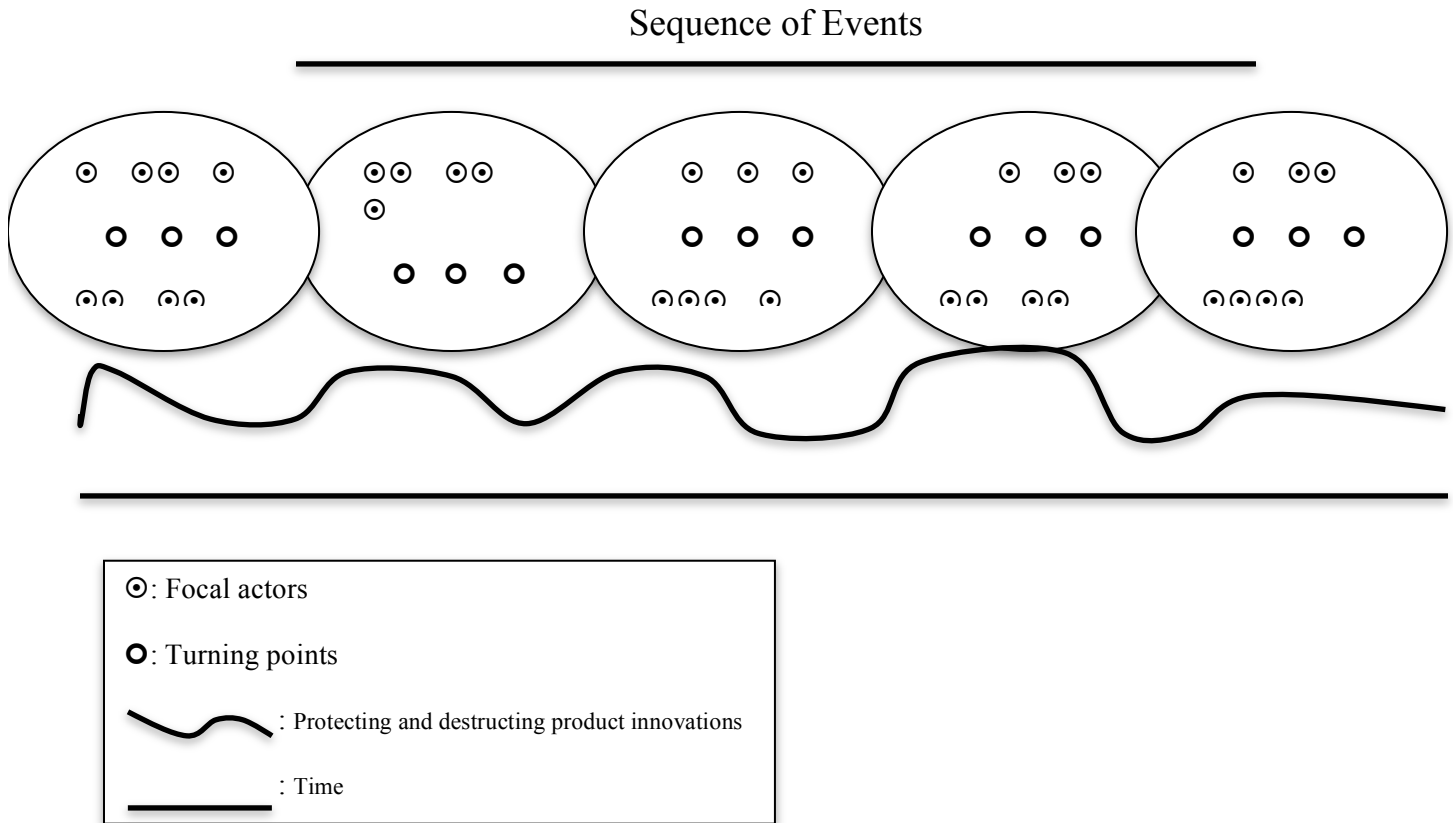 Sequence of Events
: Focal actors
: Turning points
: Protecting and destructing product innovations
: Time